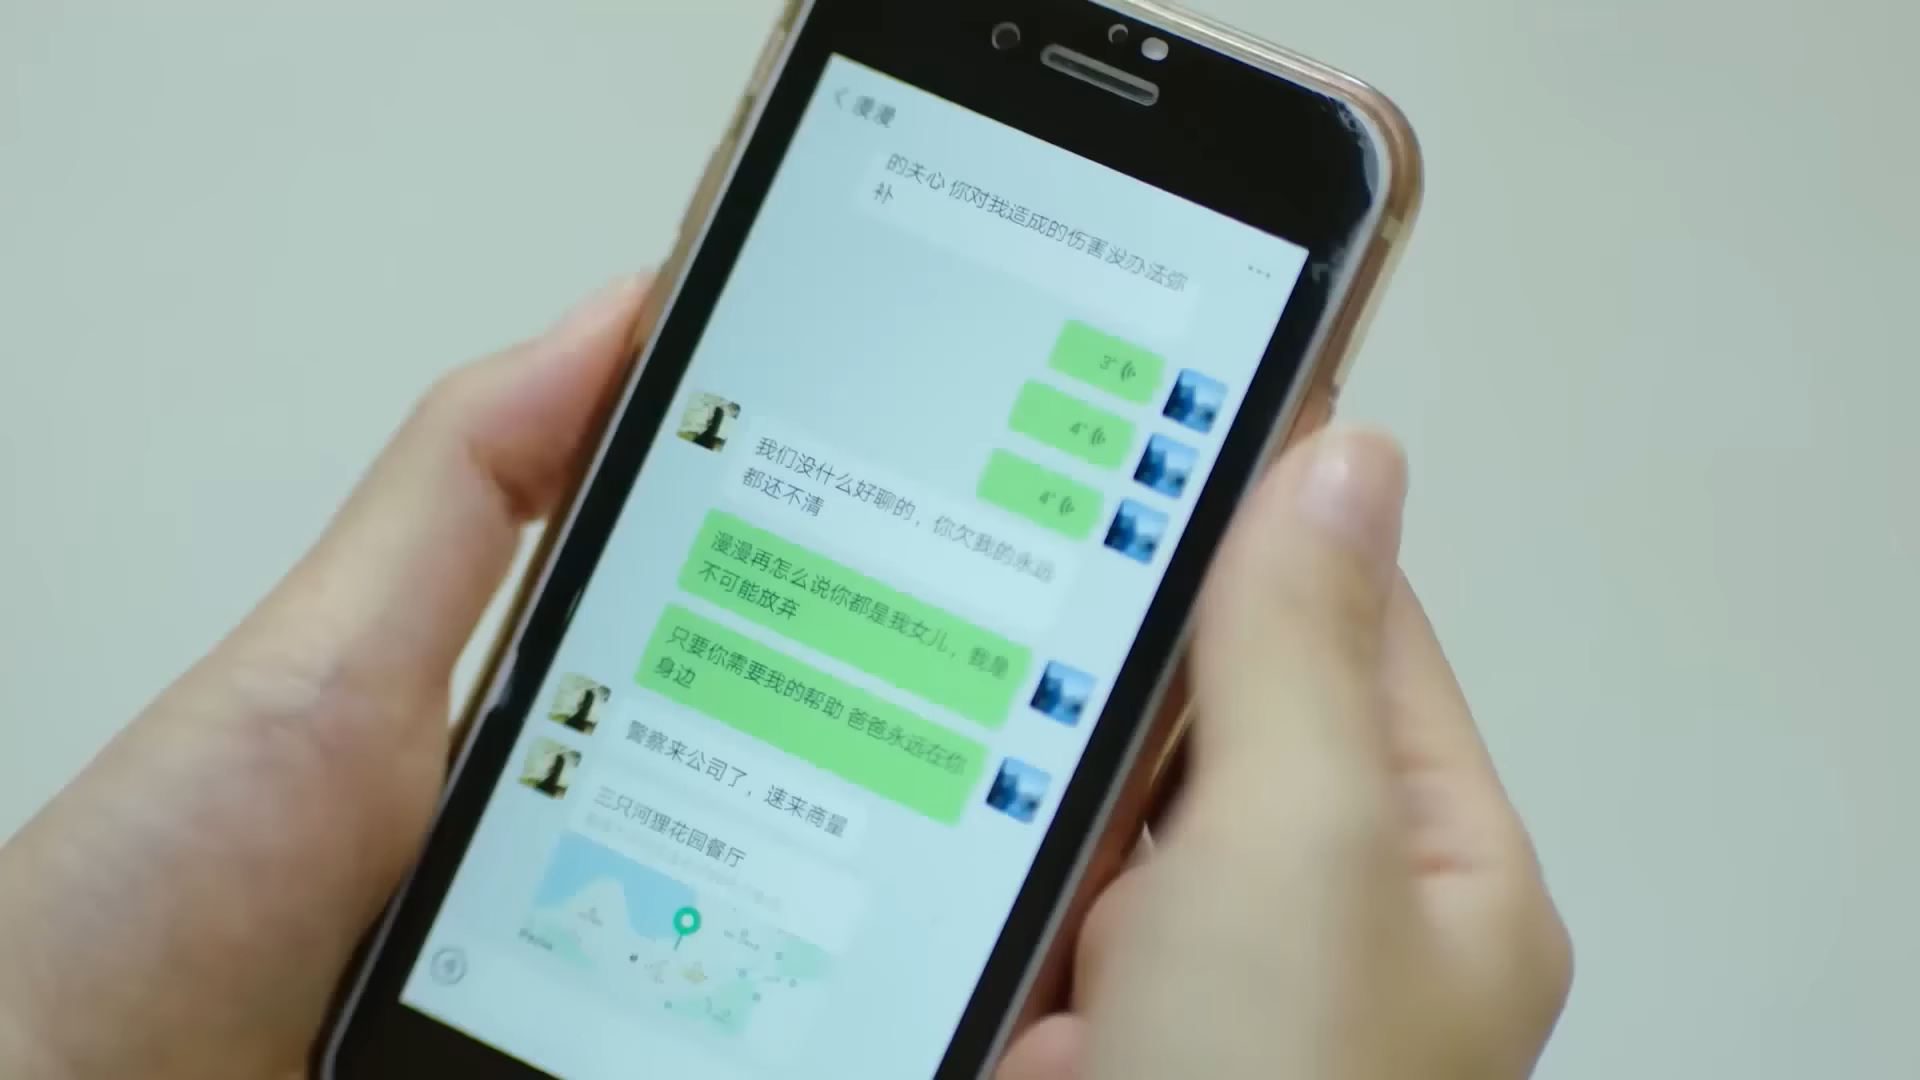 漫漫
的关心 你对我造成的伤害没办法弥
补
3"
4"
4"
我们没什么好聊的，你欠我的永远
都还不清
漫漫再怎么说你都是我女儿，我是
不可能放弃
只要你需要我的帮助 爸爸永远在你
身边
警察来公司了，速来商量
三只河狸花园餐厅